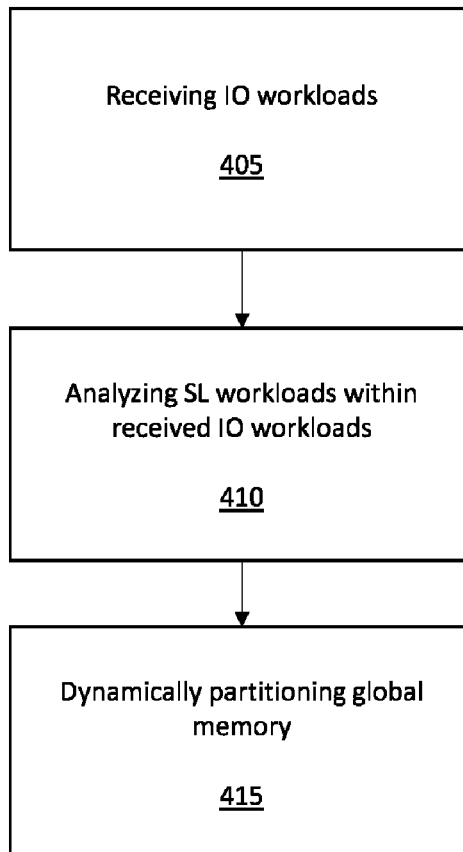 Receiving IO workloads
405
Analyzing SL workloads within
received IO workloads
410
Dynamically partitioning global
memory
415